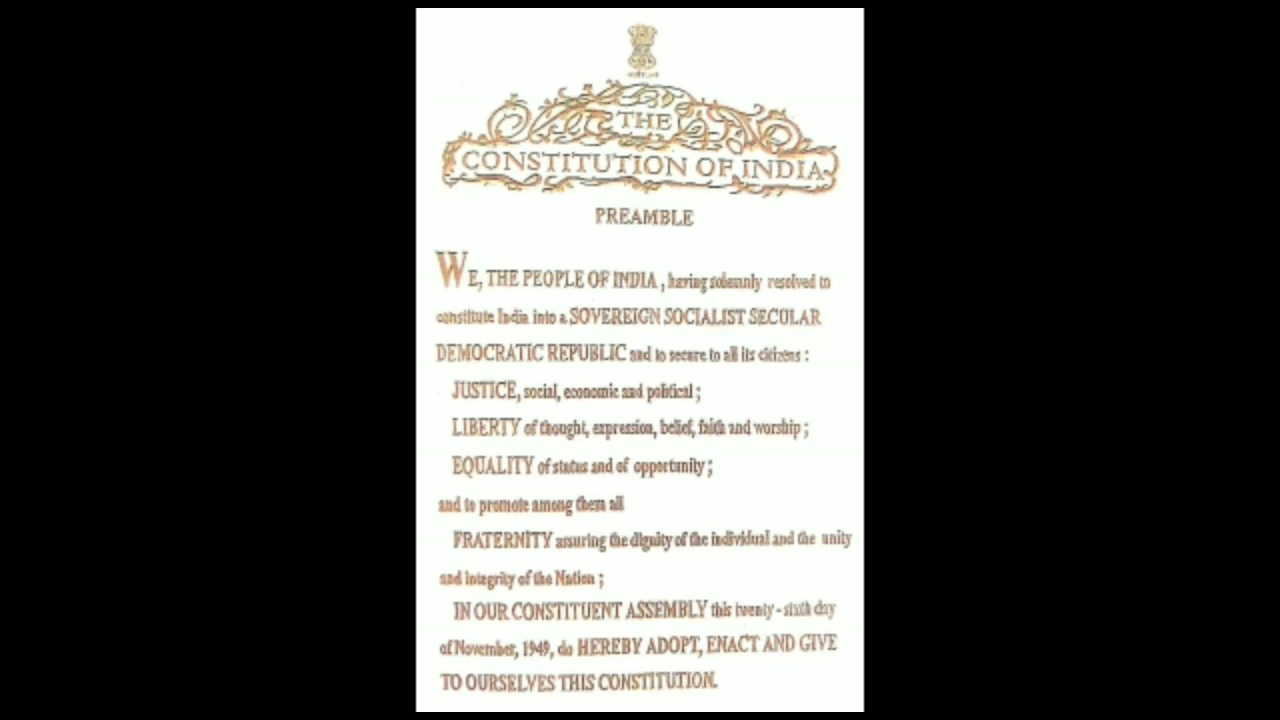 THE
CONSTITUTION OF INDIA
PREAMBLE
WE, THE PEOPLE OF INDIA, having solemnly resolved to
constitute India into a SOVEREIGN SOCIALIST SECULAR
DEMOCRATIC REPUBLIC and to secure to all its citizens :
JUSTICE, social, economic and political ;
LIBERTY of thought, expression, belief, faith and worship ;
EQUALITY of status and of opportunity ;
and to promote among them all
FRATERNITY assuring the dignity of the individual and the unity
and integrity of the Nation ;
IN OUR CONSTITUENT ASSEMBLY this twenty - sixth day
of November, 1949, do HEREBY ADOPT, ENACT AND GIVE
TO OURSELVES THIS CONSTITUTION.